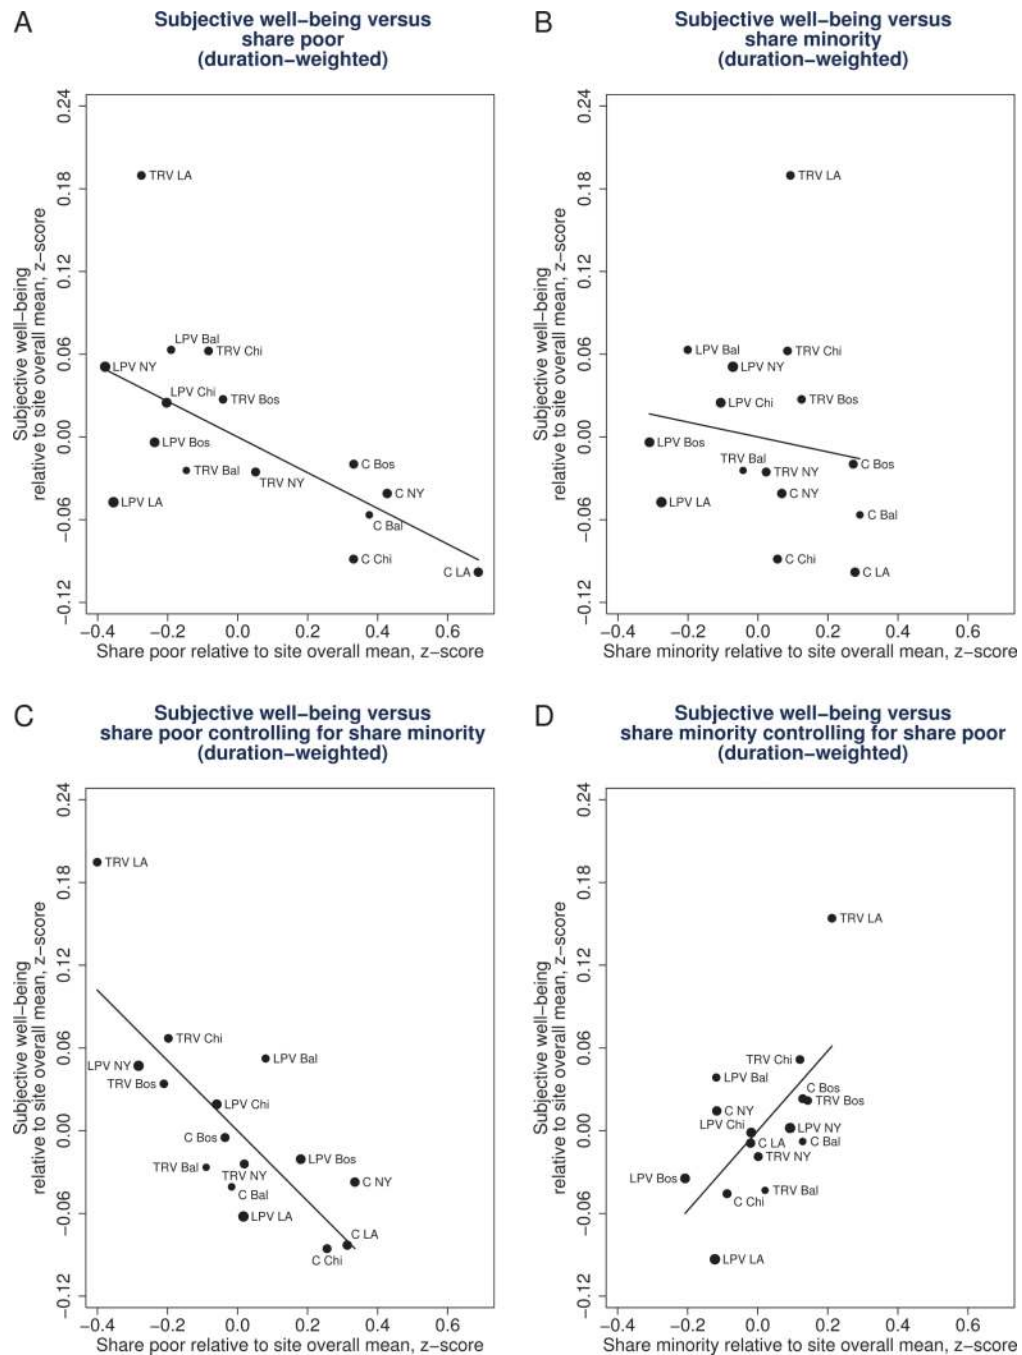 A
Subjective well−being versus
share poor
(duration−weighted)
Subjective well−being
relative to site overall mean, z−score
0.24
0.18
0.12
0.06
0.00
−0.06
−0.12
TRV LA
LPV Bal
TRV Chi
LPV NY
LPV Chi
TRV Bos
LPV Bos
C Bos
TRV Bal
TRV NY
C NY
LPV LA
C Bal
C Chi
C LA
−0.4
−0.2
0.0
0.2
0.4
0.6
Share poor relative to site overall mean, z−score
B
Subjective well−being versus
share minority
(duration−weighted)
Subjective well−being
relative to site overall mean, z−score
0.24
0.18
0.12
0.06
0.00
−0.06
−0.12
TRV LA
LPV Bal
TRV Chi
LPV NY
LPV Chi
TRV Bos
LPV Bos
TRV Bal
C Bos
TRV NY
C NY
LPV LA
C Bal
C Chi
C LA
−0.4
−0.2
0.0
0.2
0.4
0.6
Share minority relative to site overall mean, z−score
C
Subjective well−being versus
share poor controlling for share minority
(duration−weighted)
Subjective well−being
relative to site overall mean, z−score
0.24
0.18
0.12
0.06
0.00
−0.06
−0.12
TRV LA
TRV Chi
LPV Bal
LPV NY
TRV Bos
LPV Chi
C Bos
LPV Bos
TRV Bal
TRV NY
C NY
C Bal
LPV LA
C LA
C Chi
−0.4
−0.2
0.0
0.2
0.4
0.6
Share poor relative to site overall mean, z−score
D
Subjective well−being versus
share minority controlling for share poor
(duration−weighted)
Subjective well−being
relative to site overall mean, z−score
0.24
0.18
0.12
0.06
0.00
−0.06
−0.12
TRV LA
TRV Chi
LPV Bal
C Bos
TRV Bos
C NY
LPV Chi
LPV NY
C LA
C Bal
TRV NY
LPV Bos
TRV Bal
C Chi
LPV LA
−0.4
−0.2
0.0
0.2
0.4
0.6
Share minority relative to site overall mean, z−score